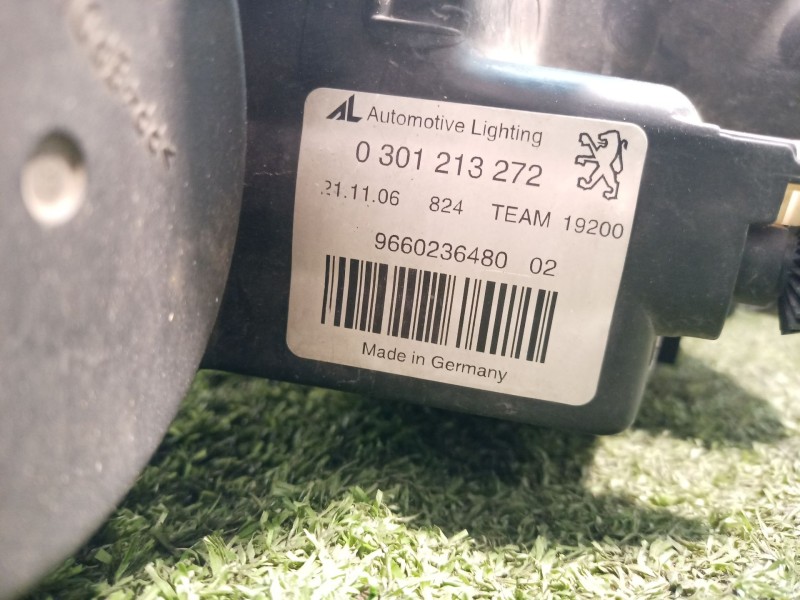 AL Automotive Lighting
0 301 213 272
21.11.06 824 TEAM 19200
9660236480 02
Made in Germany